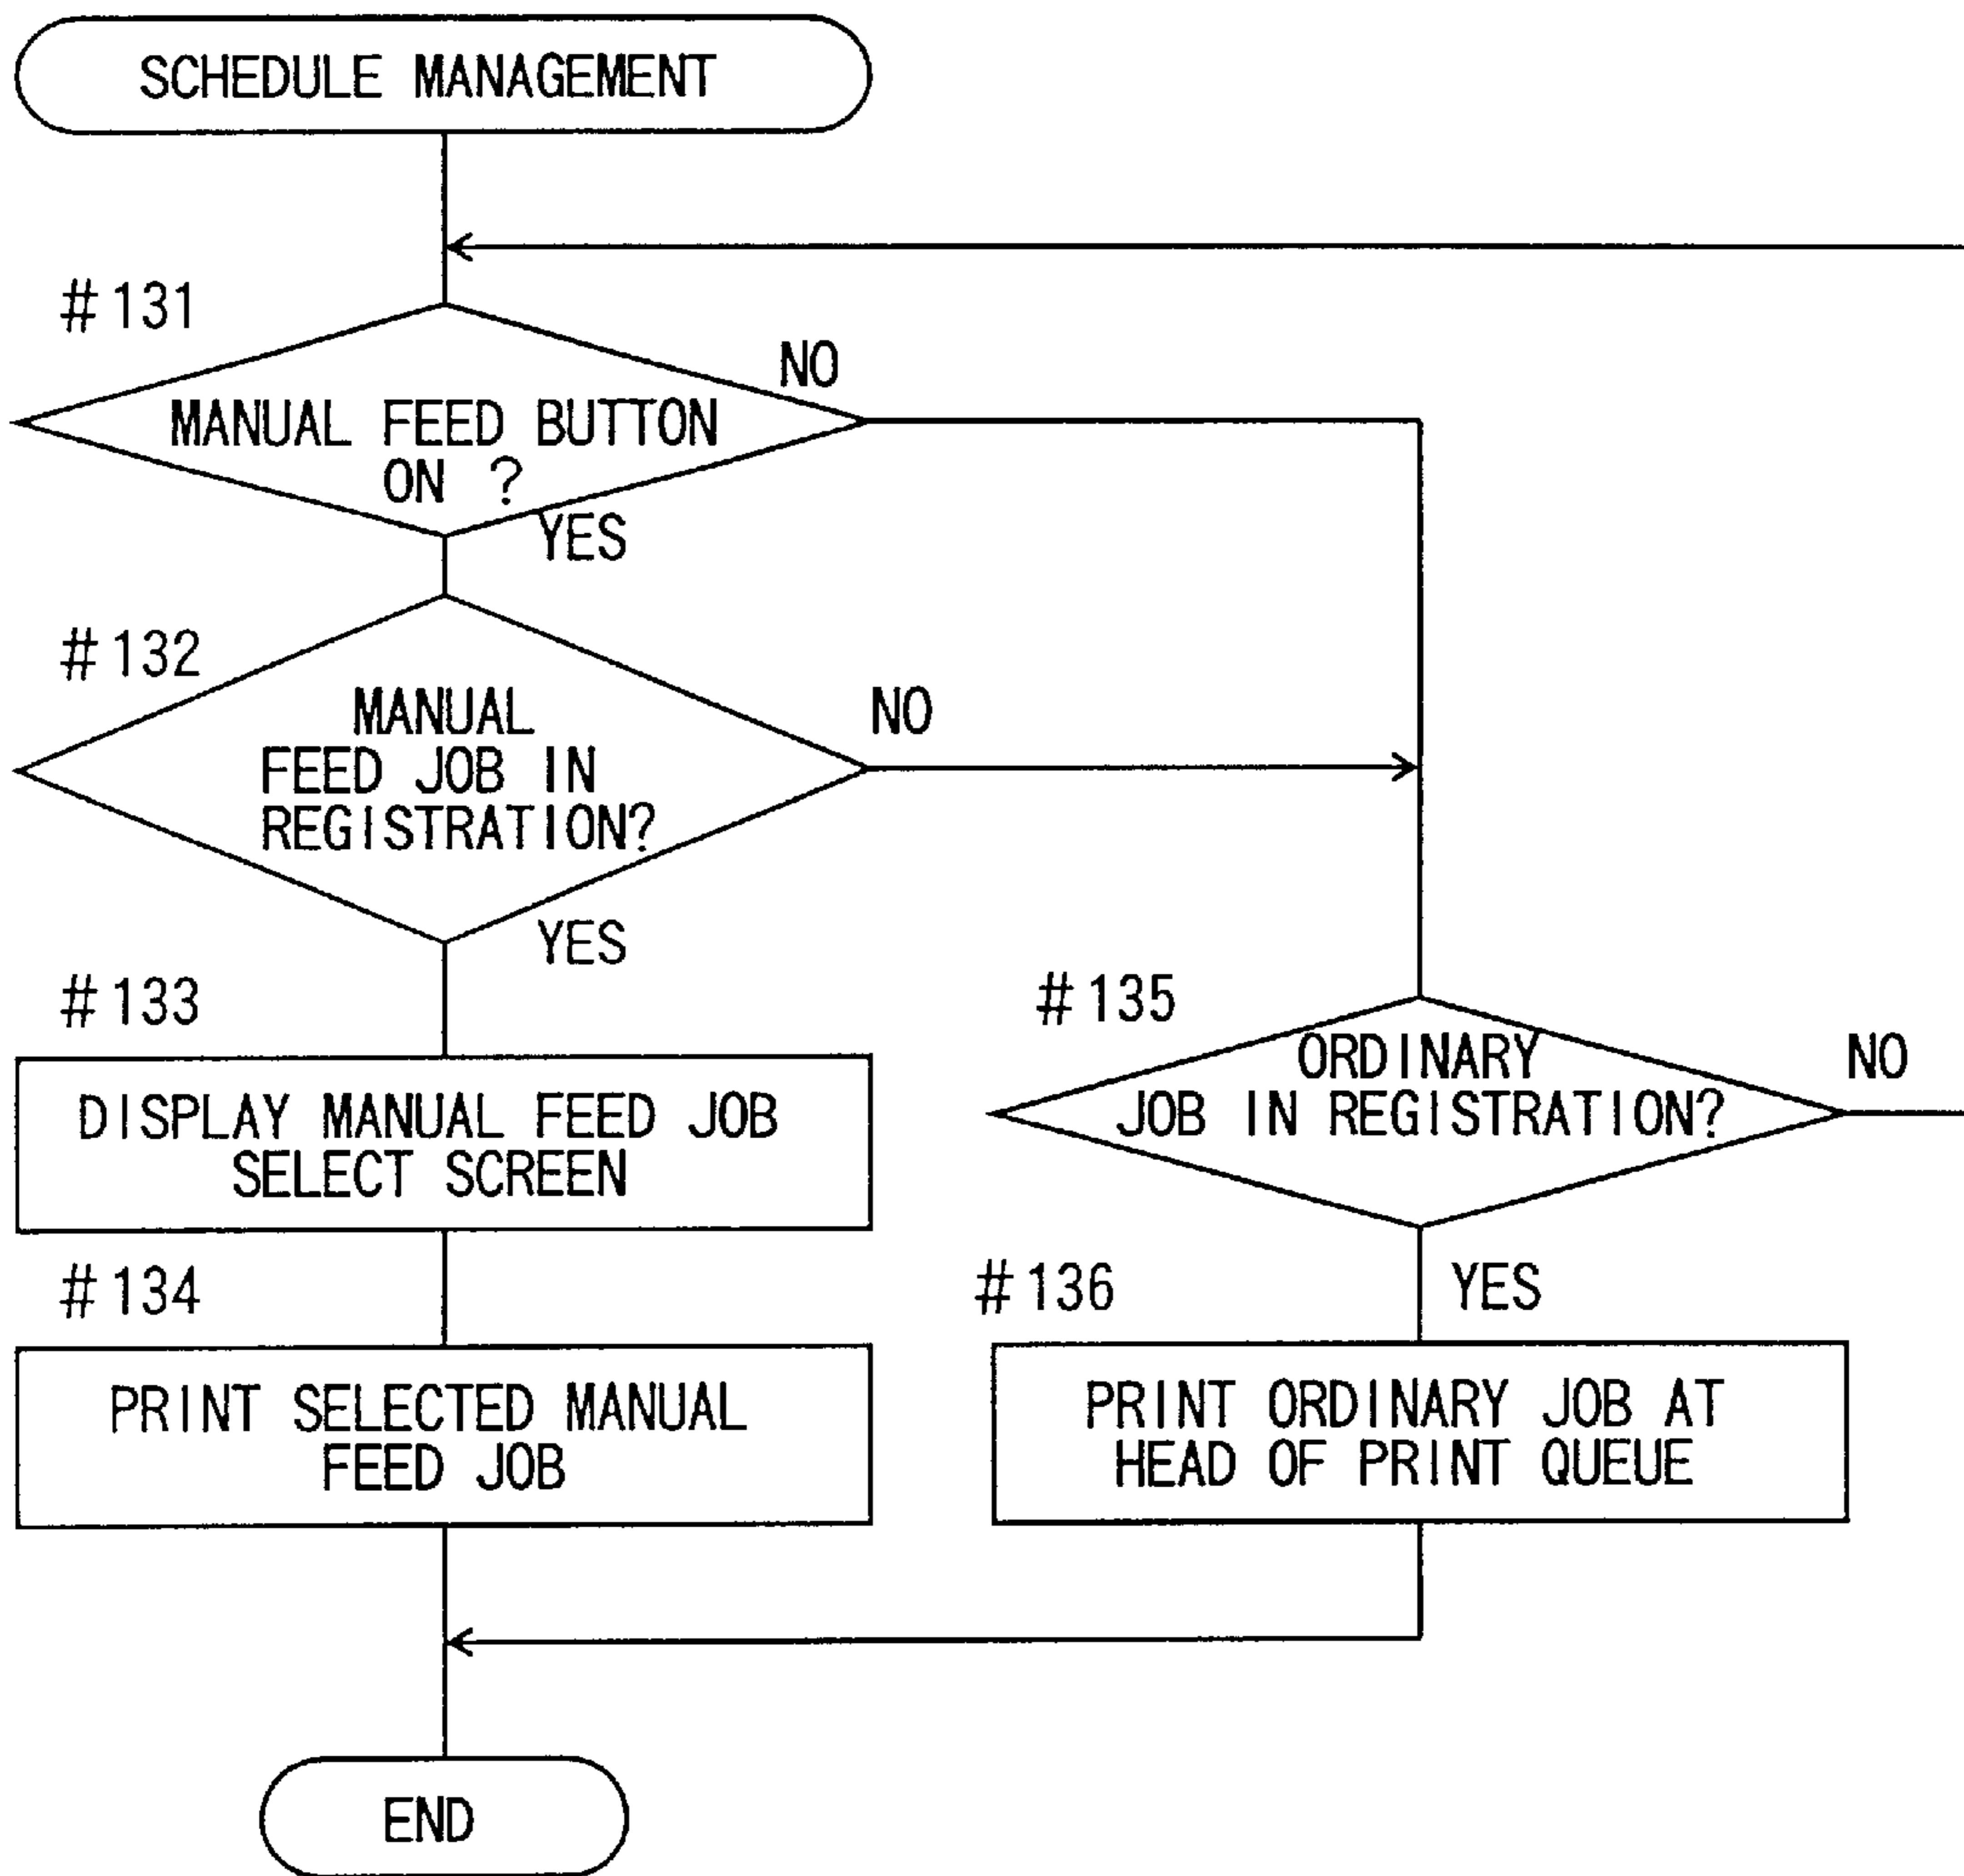 SCHEDULE MANAGEMENT
#131
NO
MANUAL FEED BUTTON
ON ?
YES
#132
MANUAL
FEED JOB IN
REGISTRATION?
NO
YES
#133
DISPLAY MANUAL FEED JOB
SELECT SCREEN
#134
PRINT SELECTED MANUAL
FEED JOB
#135
ORDINARY
JOB IN REGISTRATION?
NO
YES
#136
PRINT ORDINARY JOB AT
HEAD OF PRINT QUEUE
END